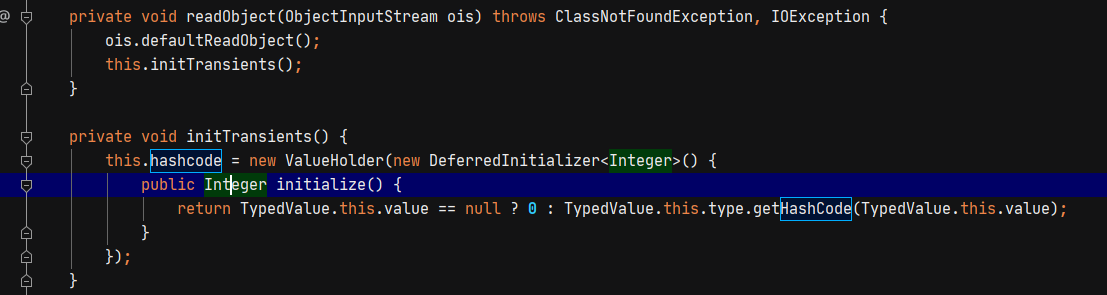 @ private void readObject(ObjectInputStream ois) throws ClassNotFoundException, IOException {
ois.defaultReadObject();
this.initTransients();
}
private void initTransients() {
this.hashcode = new ValueHolder(new DeferredInitializer<Integer>() {
public Integer initialize() {
return TypedValue.this.value == null ? 0 : TypedValue.this.type.getHashCode(TypedValue.this.value);
}
});
}